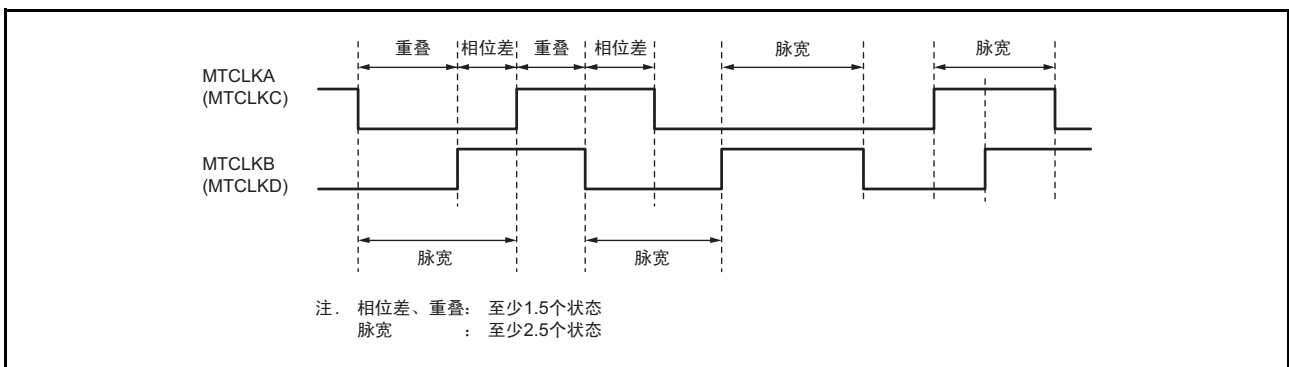 重叠 相位差 重叠 相位差 脉宽 脉宽
MTCLKA
(MTCLKC)
MTCLKB
(MTCLKD)
脉宽 脉宽
注. 相位差、重叠: 至少1.5个状态
脉宽 : 至少2.5个状态